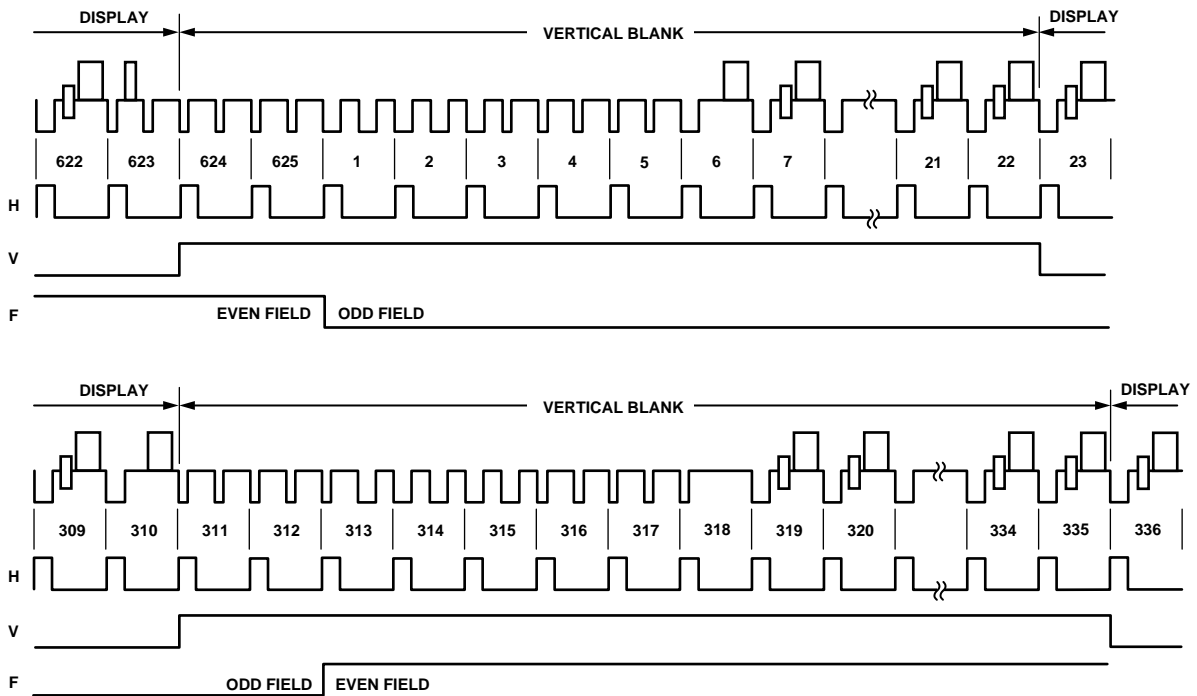 DISPLAY VERTICAL BLANK DISPLAY
622 623 624 625 1 2 3 4 5 6 7 21 22 23
H
V
F EVEN FIELD ODD FIELD
DISPLAY VERTICAL BLANK DISPLAY
309 310 311 312 313 314 315 316 317 318 319 320 334 335 336
H
V
F ODD FIELD EVEN FIELD